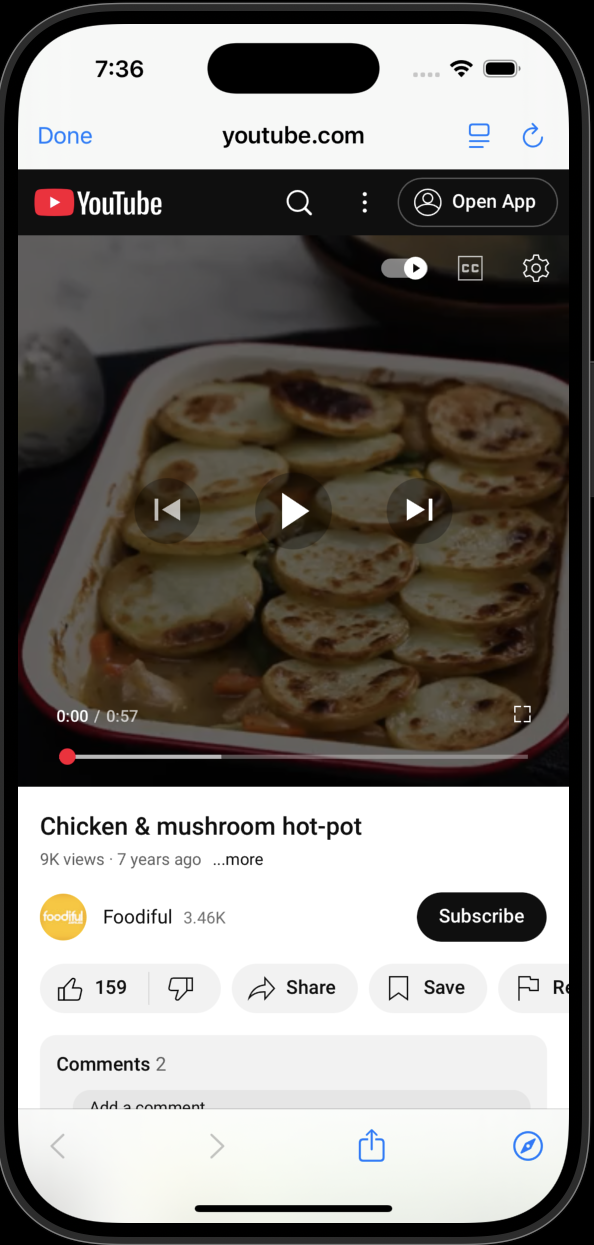 7:36
Done youtube.com
YouTube Open App
CC
0:00 / 0:57
Chicken & mushroom hot-pot
9K views · 7 years ago ...more
foodiful Foodiful 3.46K Subscribe
159 Share Save Re
Comments 2
Add a comment